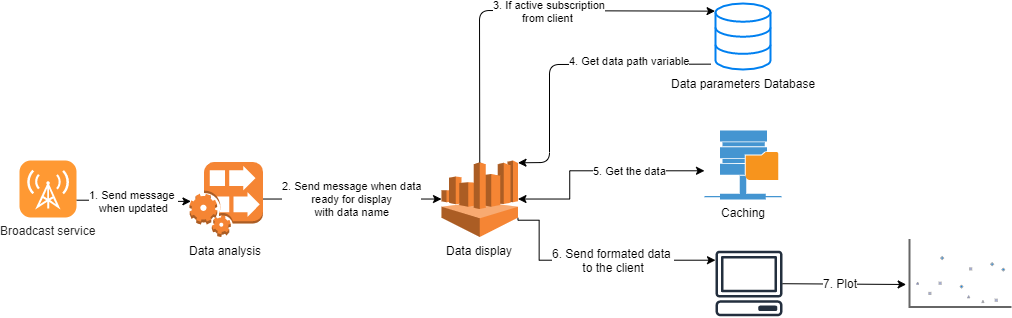 3. If active subscription
from client
4. Get data path variable
Data parameters Database
1. Send message
when updated
Broadcast service
Data analysis
2. Send message when data
ready for display
with data name
Data display
5. Get the data
Caching
6. Send formated data
to the client
7. Plot